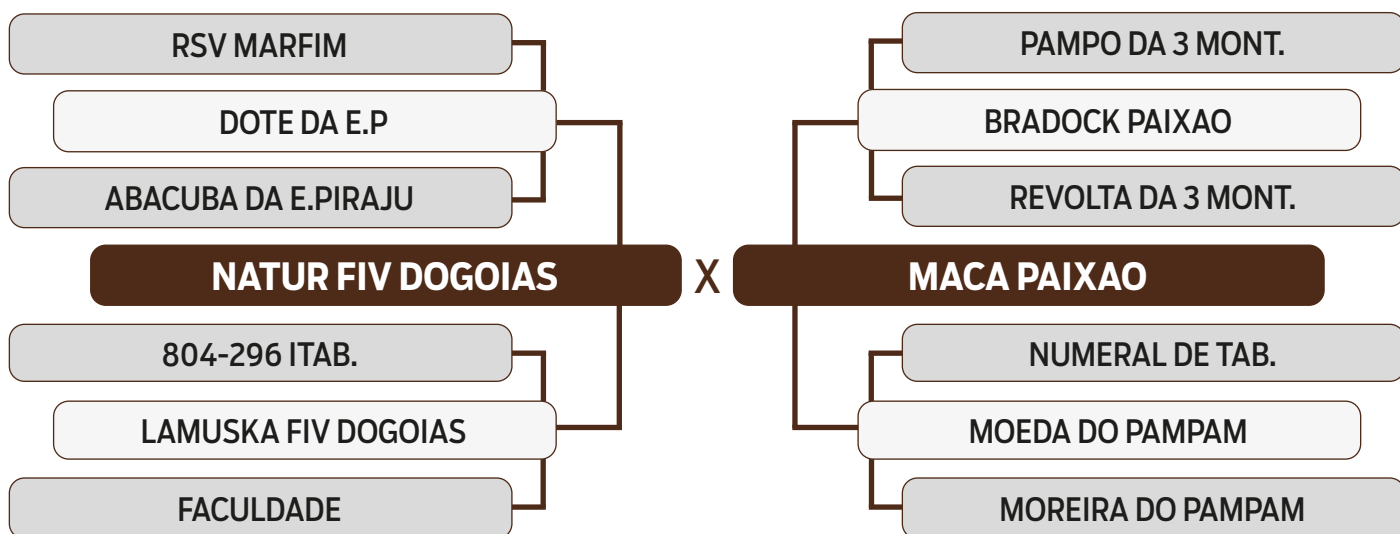 RSV MARFIM
DOTE DA E.P
ABACUBA DA E.PIRAJU
NATUR FIV DOGOIAS
804-296 ITAB.
LAMUSKA FIV DOGOIAS
FACULDADE
X
PAMPO DA 3 MONT.
BRADOCK PAIXAO
REVOLTA DA 3 MONT.
MACA PAIXAO
NUMERAL DE TAB.
MOEDA DO PAMPAM
MOREIRA DO PAMPAM